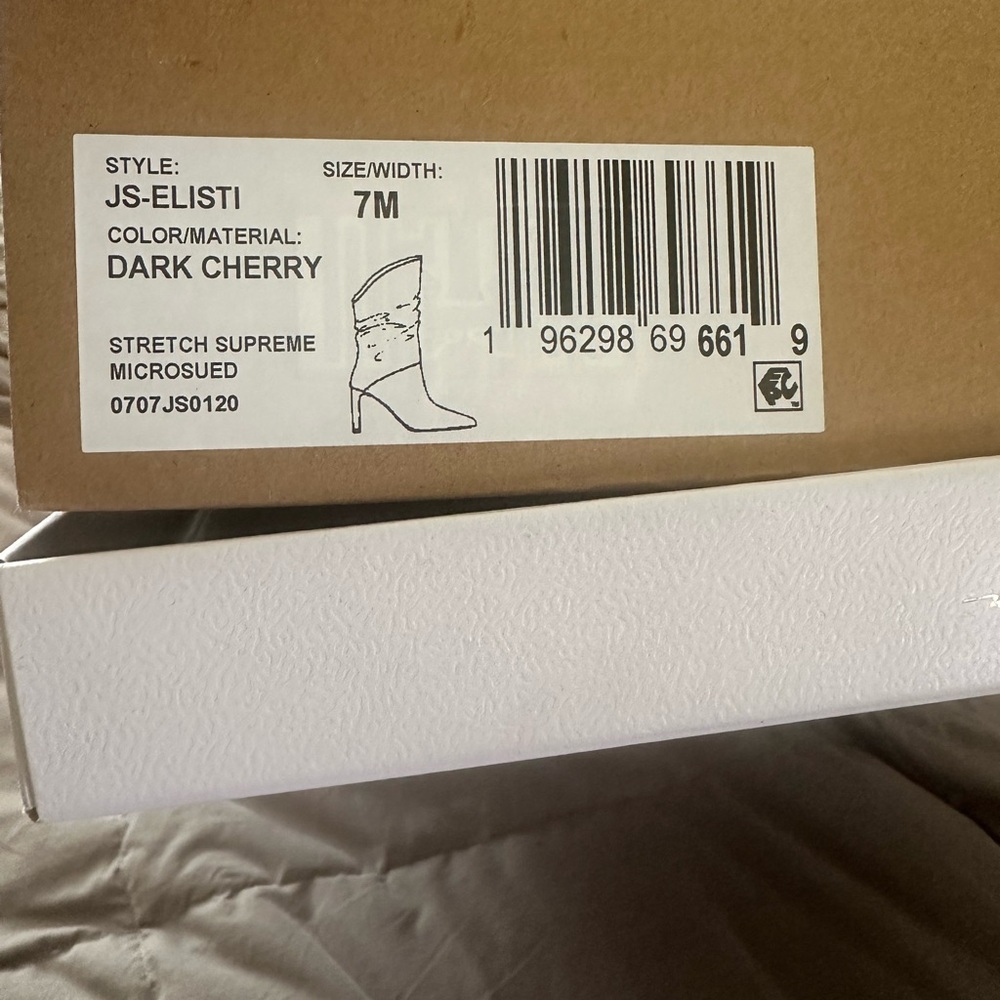 STYLE:
JS-ELISTI
SIZE/WIDTH:
7M
COLOR/MATERIAL:
DARK CHERRY
STRETCH SUPREME
MICROSUED
0707JS0120
1 96298 69 661 9